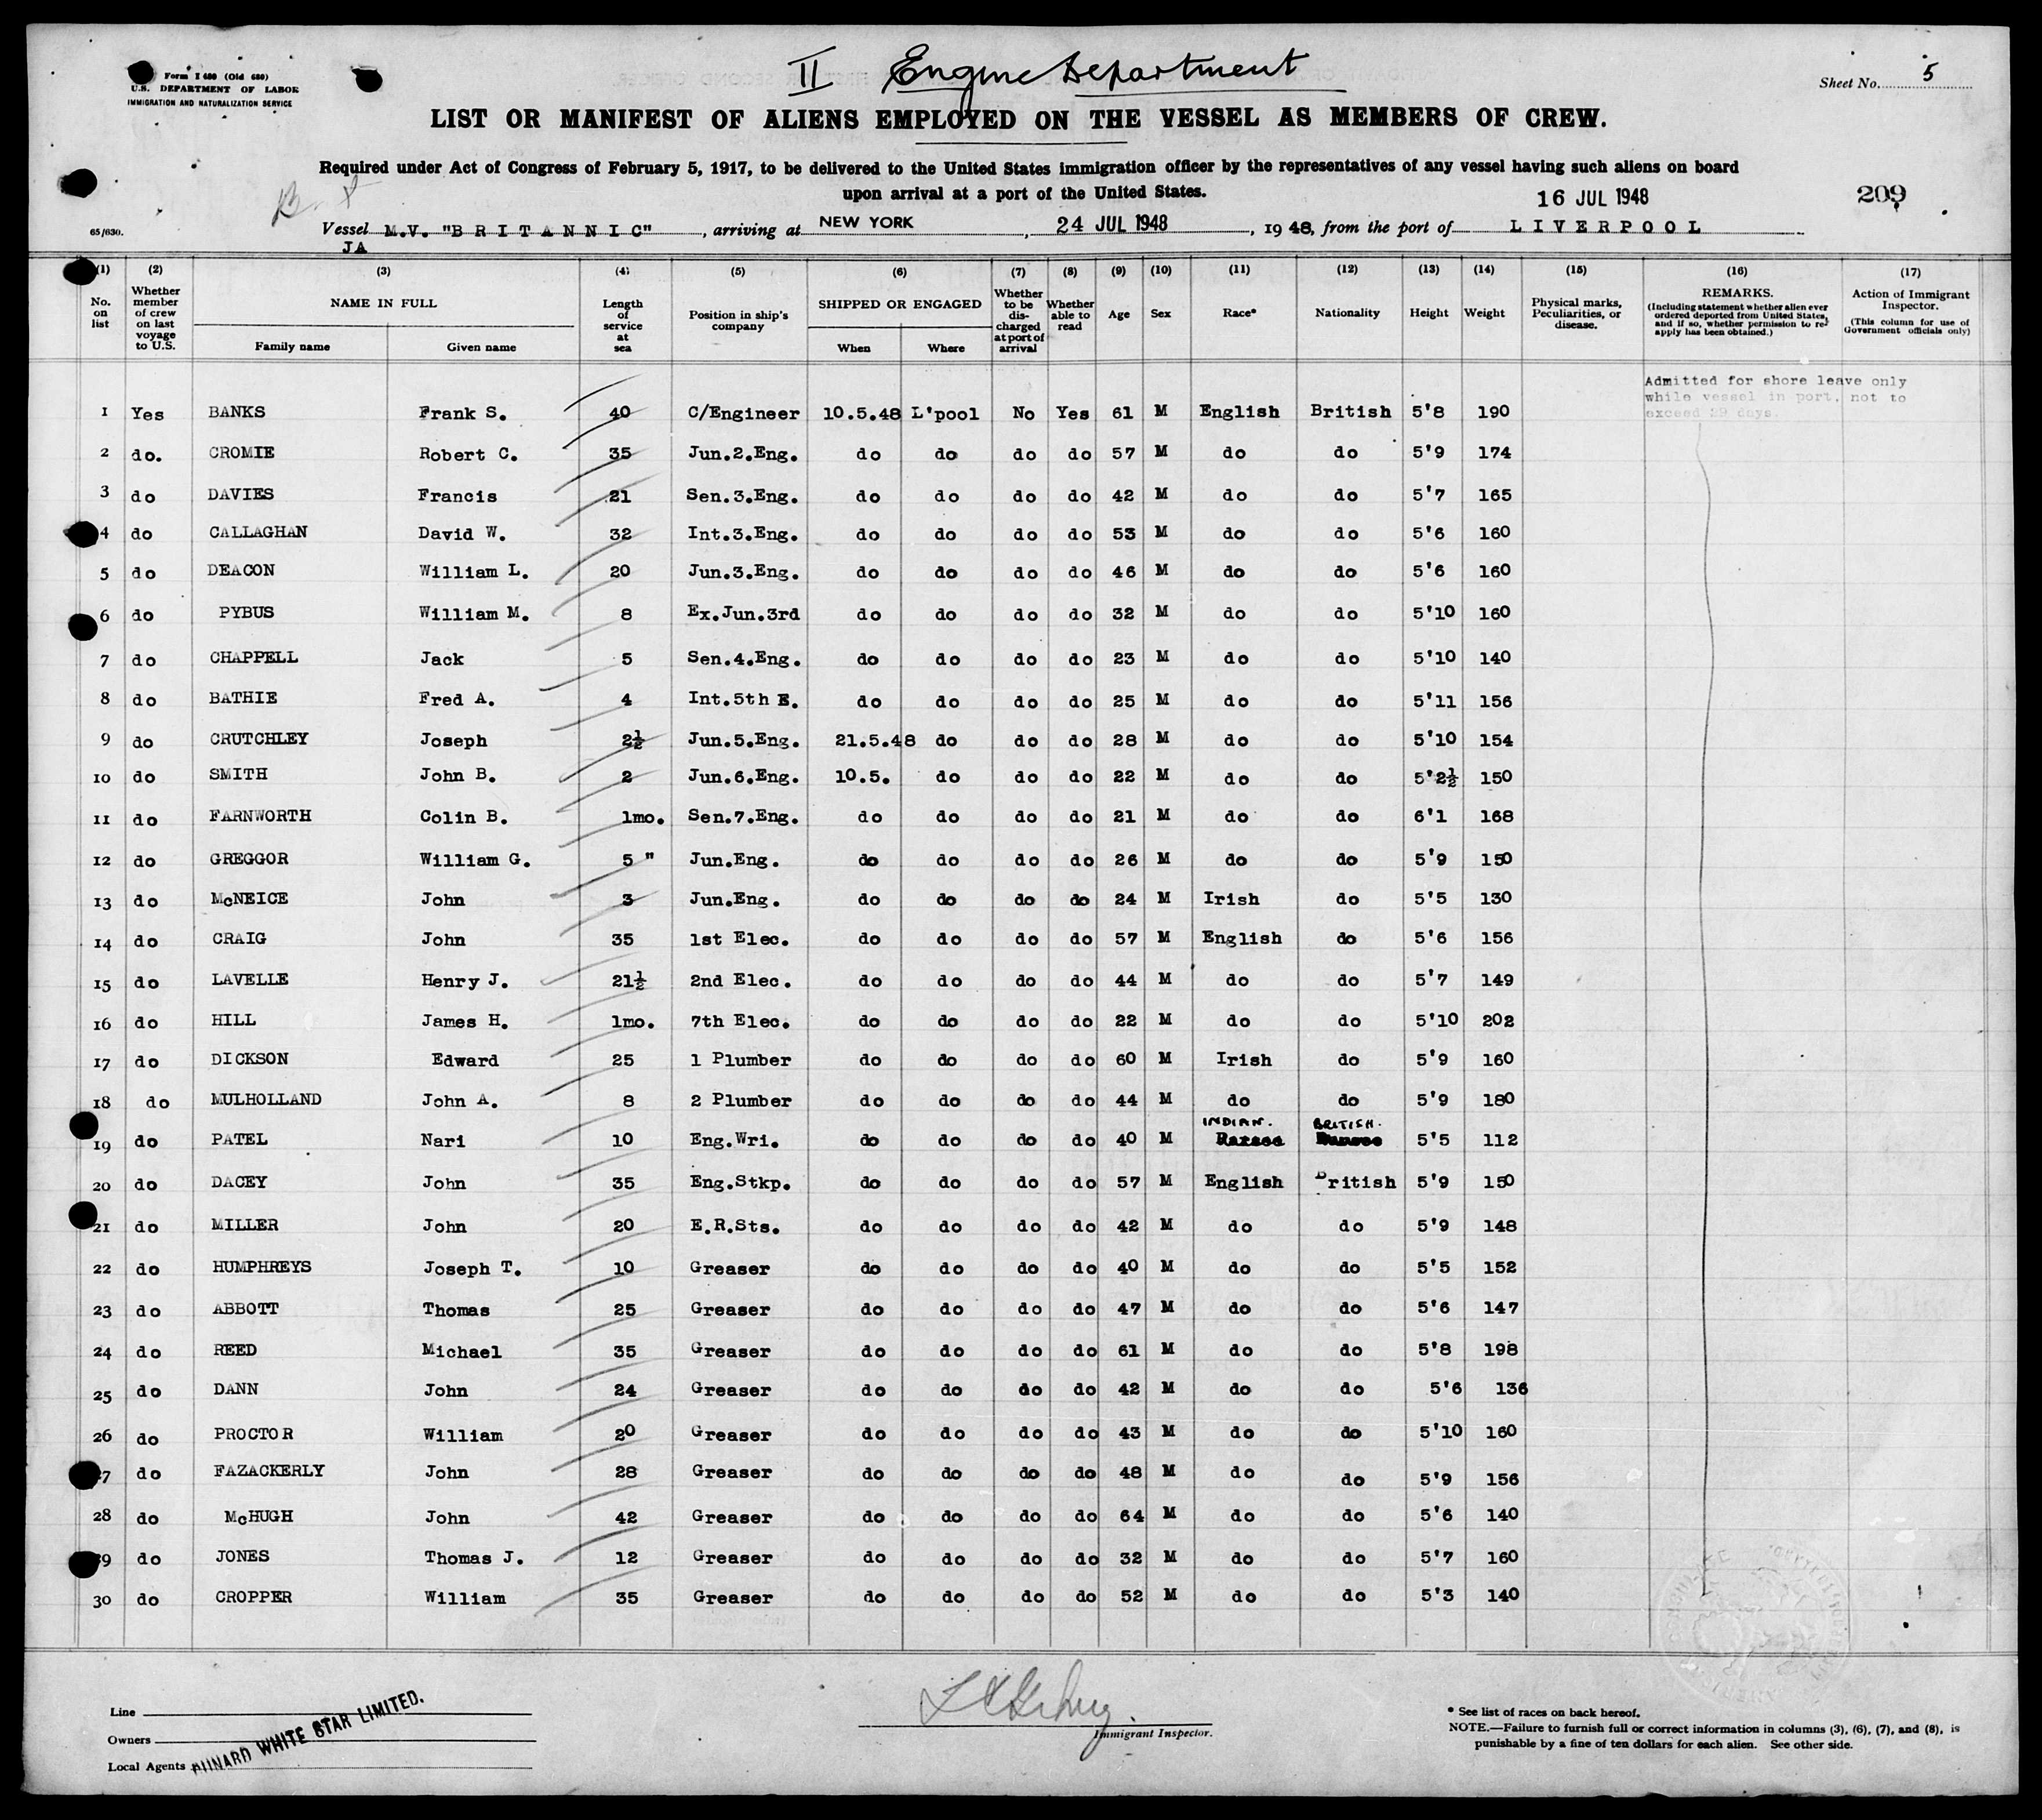 II Engine Department
Form I 480 (Old 680)
U.S. DEPARTMENT OF LABOR
IMMIGRATION AND NATURALIZATION SERVICE
Sheet No. 5
LIST OR MANIFEST OF ALIENS EMPLOYED ON THE VESSEL AS MEMBERS OF CREW.
Required under Act of Congress of February 5, 1917, to be delivered to the United States immigration officer by the representatives of any vessel having such aliens on board
upon arrival at a port of the United States.
16 JUL 1948
209
65/630.
Vessel M.V. "BRITANNIC", arriving at NEW YORK, 24 JUL 1948, 1948, from the port of LIVERPOOL
JA
(1) (2) (3) (4) (5) (6) (7) (8) (9) (10) (11) (12) (13) (14) (15) (16) (17)
No. on list
Whether member of crew on last voyage to U.S.
NAME IN FULL
Family name Given name
Length of service at sea
Position in ship's company
SHIPPED OR ENGAGED
When Where
Whether to be discharged at port of arrival
Whether able to read
Age
Sex
Race*
Nationality
Height
Weight
Physical marks, Peculiarities, or disease.
REMARKS.
(Including statement whether alien ever ordered deported from United States, and if so, whether permission to reapply has been obtained.)
Action of Immigrant Inspector.
(This column for use of Government officials only)
Admitted for shore leave only
while vessel in port, not to
exceed 29 days.
1 Yes BANKS Frank S. 40 C/Engineer 10.5.48 L'pool No Yes 61 M English British 5'8 190
2 do. CROMIE Robert C. 35 Jun.2.Eng. do do do do 57 M do do 5'9 174
3 do DAVIES Francis 21 Sen.3.Eng. do do do do 42 M do do 5'7 165
4 do CALLAGHAN David W. 32 Int.3.Eng. do do do do 53 M do do 5'6 160
5 do DEACON William L. 20 Jun.3.Eng. do do do do 46 M do do 5'6 160
6 do PYBUS William M. 8 Ex.Jun.3rd do do do do 32 M do do 5'10 160
7 do CHAPPELL Jack 5 Sen.4.Eng. do do do do 23 M do do 5'10 140
8 do BATHIE Fred A. 4 Int.5th E. do do do do 25 M do do 5'11 156
9 do CRUTCHLEY Joseph 2½ Jun.5.Eng. 21.5.48 do do do 28 M do do 5'10 154
10 do SMITH John B. 2 Jun.6.Eng. 10.5. do do do 22 M do do 5'2½ 150
11 do FARNWORTH Colin B. 1mo. Sen.7.Eng. do do do do 21 M do do 6'1 168
12 do GREGGOR William G. 5 " Jun.Eng. do do do do 26 M do do 5'9 150
13 do McNEICE John 3 Jun.Eng. do do do do 24 M Irish do 5'5 130
14 do CRAIG John 35 1st Elec. do do do do 57 M English do 5'6 156
15 do LAVELLE Henry J. 21½ 2nd Elec. do do do do 44 M do do 5'7 149
16 do HILL James H. 1mo. 7th Elec. do do do do 22 M do do 5'10 202
17 do DICKSON Edward 25 1 Plumber do do do do 60 M Irish do 5'9 160
18 do MULHOLLAND John A. 8 2 Plumber do do do do 44 M do do 5'9 180
19 do PATEL Nari 10 Eng.Wri. do do do do 40 M INDIAN. BRITISH. 5'5 112
20 do DACEY John 35 Eng.Stkp. do do do do 57 M English British 5'9 150
21 do MILLER John 20 E.R.Sts. do do do do 42 M do do 5'9 148
22 do HUMPHREYS Joseph T. 10 Greaser do do do do 40 M do do 5'5 152
23 do ABBOTT Thomas 25 Greaser do do do do 47 M do do 5'6 147
24 do REED Michael 35 Greaser do do do do 61 M do do 5'8 198
25 do DANN John 24 Greaser do do do do 42 M do do 5'6 136
26 do PROCTOR William 20 Greaser do do do do 43 M do do 5'10 160
27 do FAZACKERLY John 28 Greaser do do do do 48 M do do 5'9 156
28 do McHUGH John 42 Greaser do do do do 64 M do do 5'6 140
29 do JONES Thomas J. 12 Greaser do do do do 32 M do do 5'7 160
30 do CROPPER William 35 Greaser do do do do 52 M do do 5'3 140
Line
Owners
Local Agents
CUNARD WHITE STAR LIMITED.
Immigrant Inspector.
* See list of races on back hereof.
NOTE.—Failure to furnish full or correct information in columns (3), (6), (7), and (8), is
punishable by a fine of ten dollars for each alien. See other side.